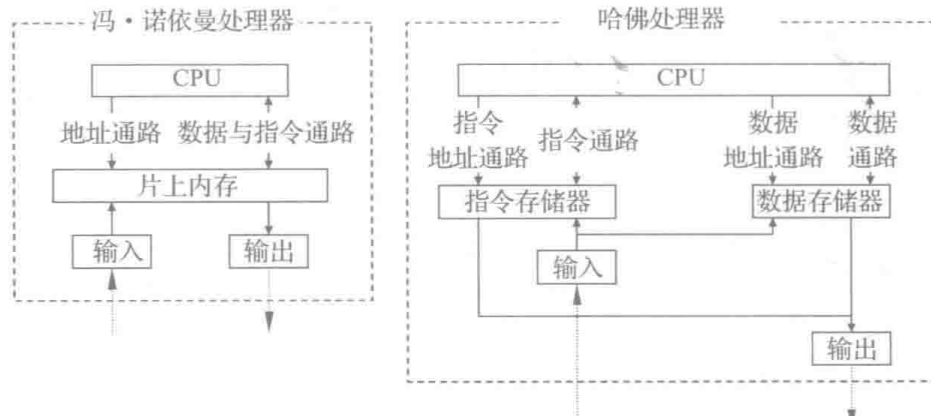 冯·诺依曼处理器
CPU
地址通路
数据与指令通路
片上内存
输入
输出
哈佛处理器
CPU
指令
地址通路
指令通路
数据
地址通路
数据
通路
指令存储器
数据存储器
输入
输出